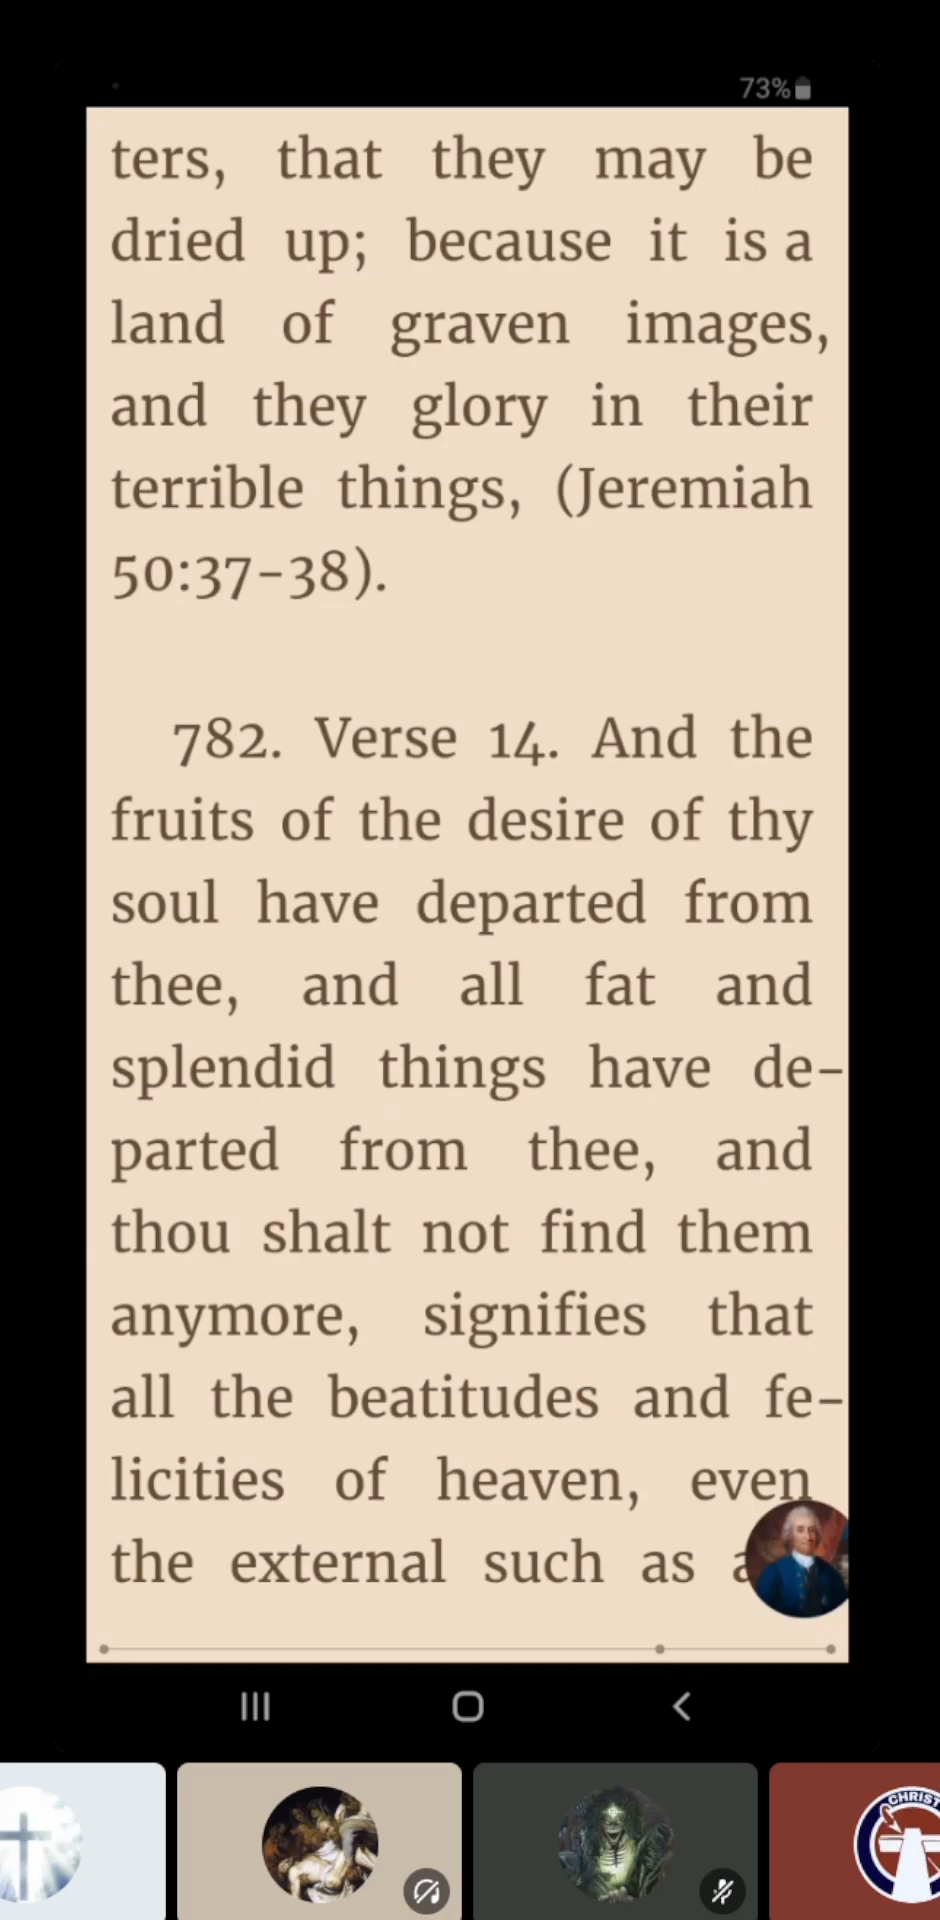 73%
ters, that they may be
dried up; because it is a
land of graven images,
and they glory in their
terrible things, (Jeremiah
50:37-38).
782. Verse 14. And the
fruits of the desire of thy
soul have departed from
thee, and all fat and
splendid things have de-
parted from thee, and
thou shalt not find them
anymore, signifies that
all the beatitudes and fe-
licities of heaven, even
the external such as
CHRIST